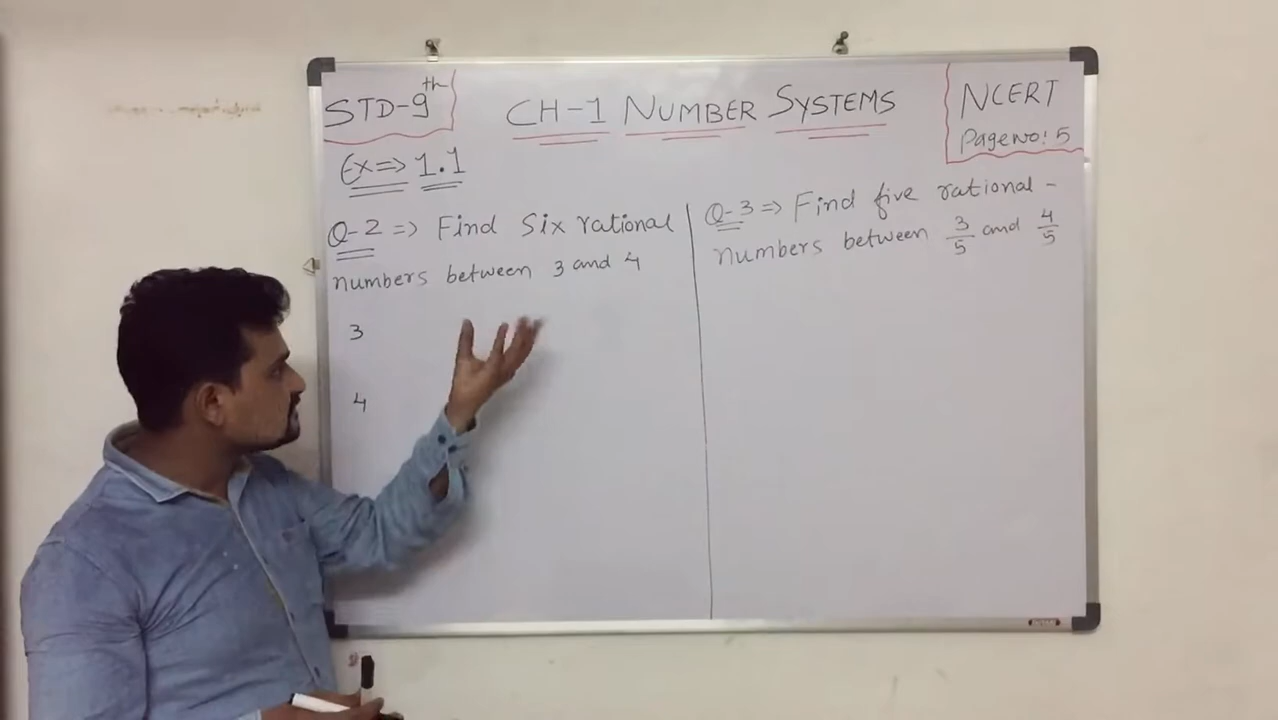 STD-9th
CH-1 NUMBER SYSTEMS
NCERT
Page no: 5
Ex=> 1.1
Q-2 => Find Six rational
numbers between 3 and 4
3
4
Q-3 => Find five rational -
numbers between 3/5 and 4/5